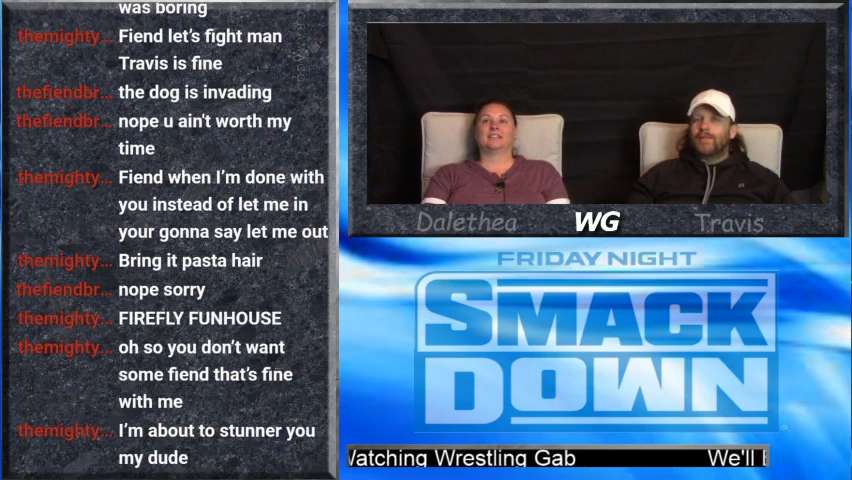 was boring
themighty... Fiend let's fight man
Travis is fine
thefiendbr... the dog is invading
thefiendbr... nope u ain't worth my
time
themighty... Fiend when I'm done with
you instead of let me in
your gonna say let me out
themighty... Bring it pasta hair
thefiendbr... nope sorry
themighty... FIREFLY FUNHOUSE
themighty... oh so you don't want
some fiend that's fine
with me
themighty... I'm about to stunner you
my dude
Dalethea WG Travis
FRIDAY NIGHT
SMACK
DOWN
Watching Wrestling Gab We'll